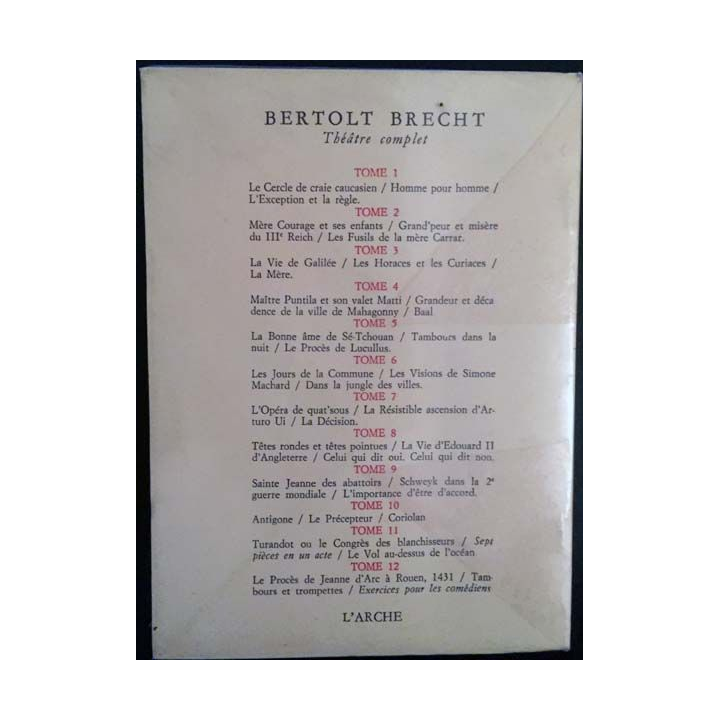 BERTOLT BRECHT
Théâtre complet
TOME 1
Le Cercle de craie caucasien / Homme pour homme /
L'Exception et la règle.
TOME 2
Mère Courage et ses enfants / Grand'peur et misère
du IIIe Reich / Les Fusils de la mère Carrar.
TOME 3
La Vie de Galilée / Les Horaces et les Curiaces /
La Mère.
TOME 4
Maître Puntila et son valet Matti / Grandeur et déca
dence de la ville de Mahagonny / Baal
TOME 5
La Bonne âme de Sé-Tchouan / Tambours dans la
nuit / Le Procès de Lucullus.
TOME 6
Les Jours de la Commune / Les Visions de Simone
Machard / Dans la jungle des villes.
TOME 7
L'Opéra de quat'sous / La Résistible ascension d'Ar-
turo Ui / La Décision.
TOME 8
Têtes rondes et têtes pointues / La Vie d'Edouard II
d'Angleterre / Celui qui dit oui. Celui qui dit non.
TOME 9
Sainte Jeanne des abattoirs / Schweyk dans la 2e
guerre mondiale / L'importance d'être d'accord.
TOME 10
Antigone / Le Précepteur / Coriolan
TOME 11
Turandot ou le Congrès des blanchisseurs / Sept
pièces en un acte / Le Vol au-dessus de l'océan
TOME 12
Le Procès de Jeanne d'Arc à Rouen, 1431 / Tam-
bours et trompettes / Exercices pour les comédiens
L'ARCHE